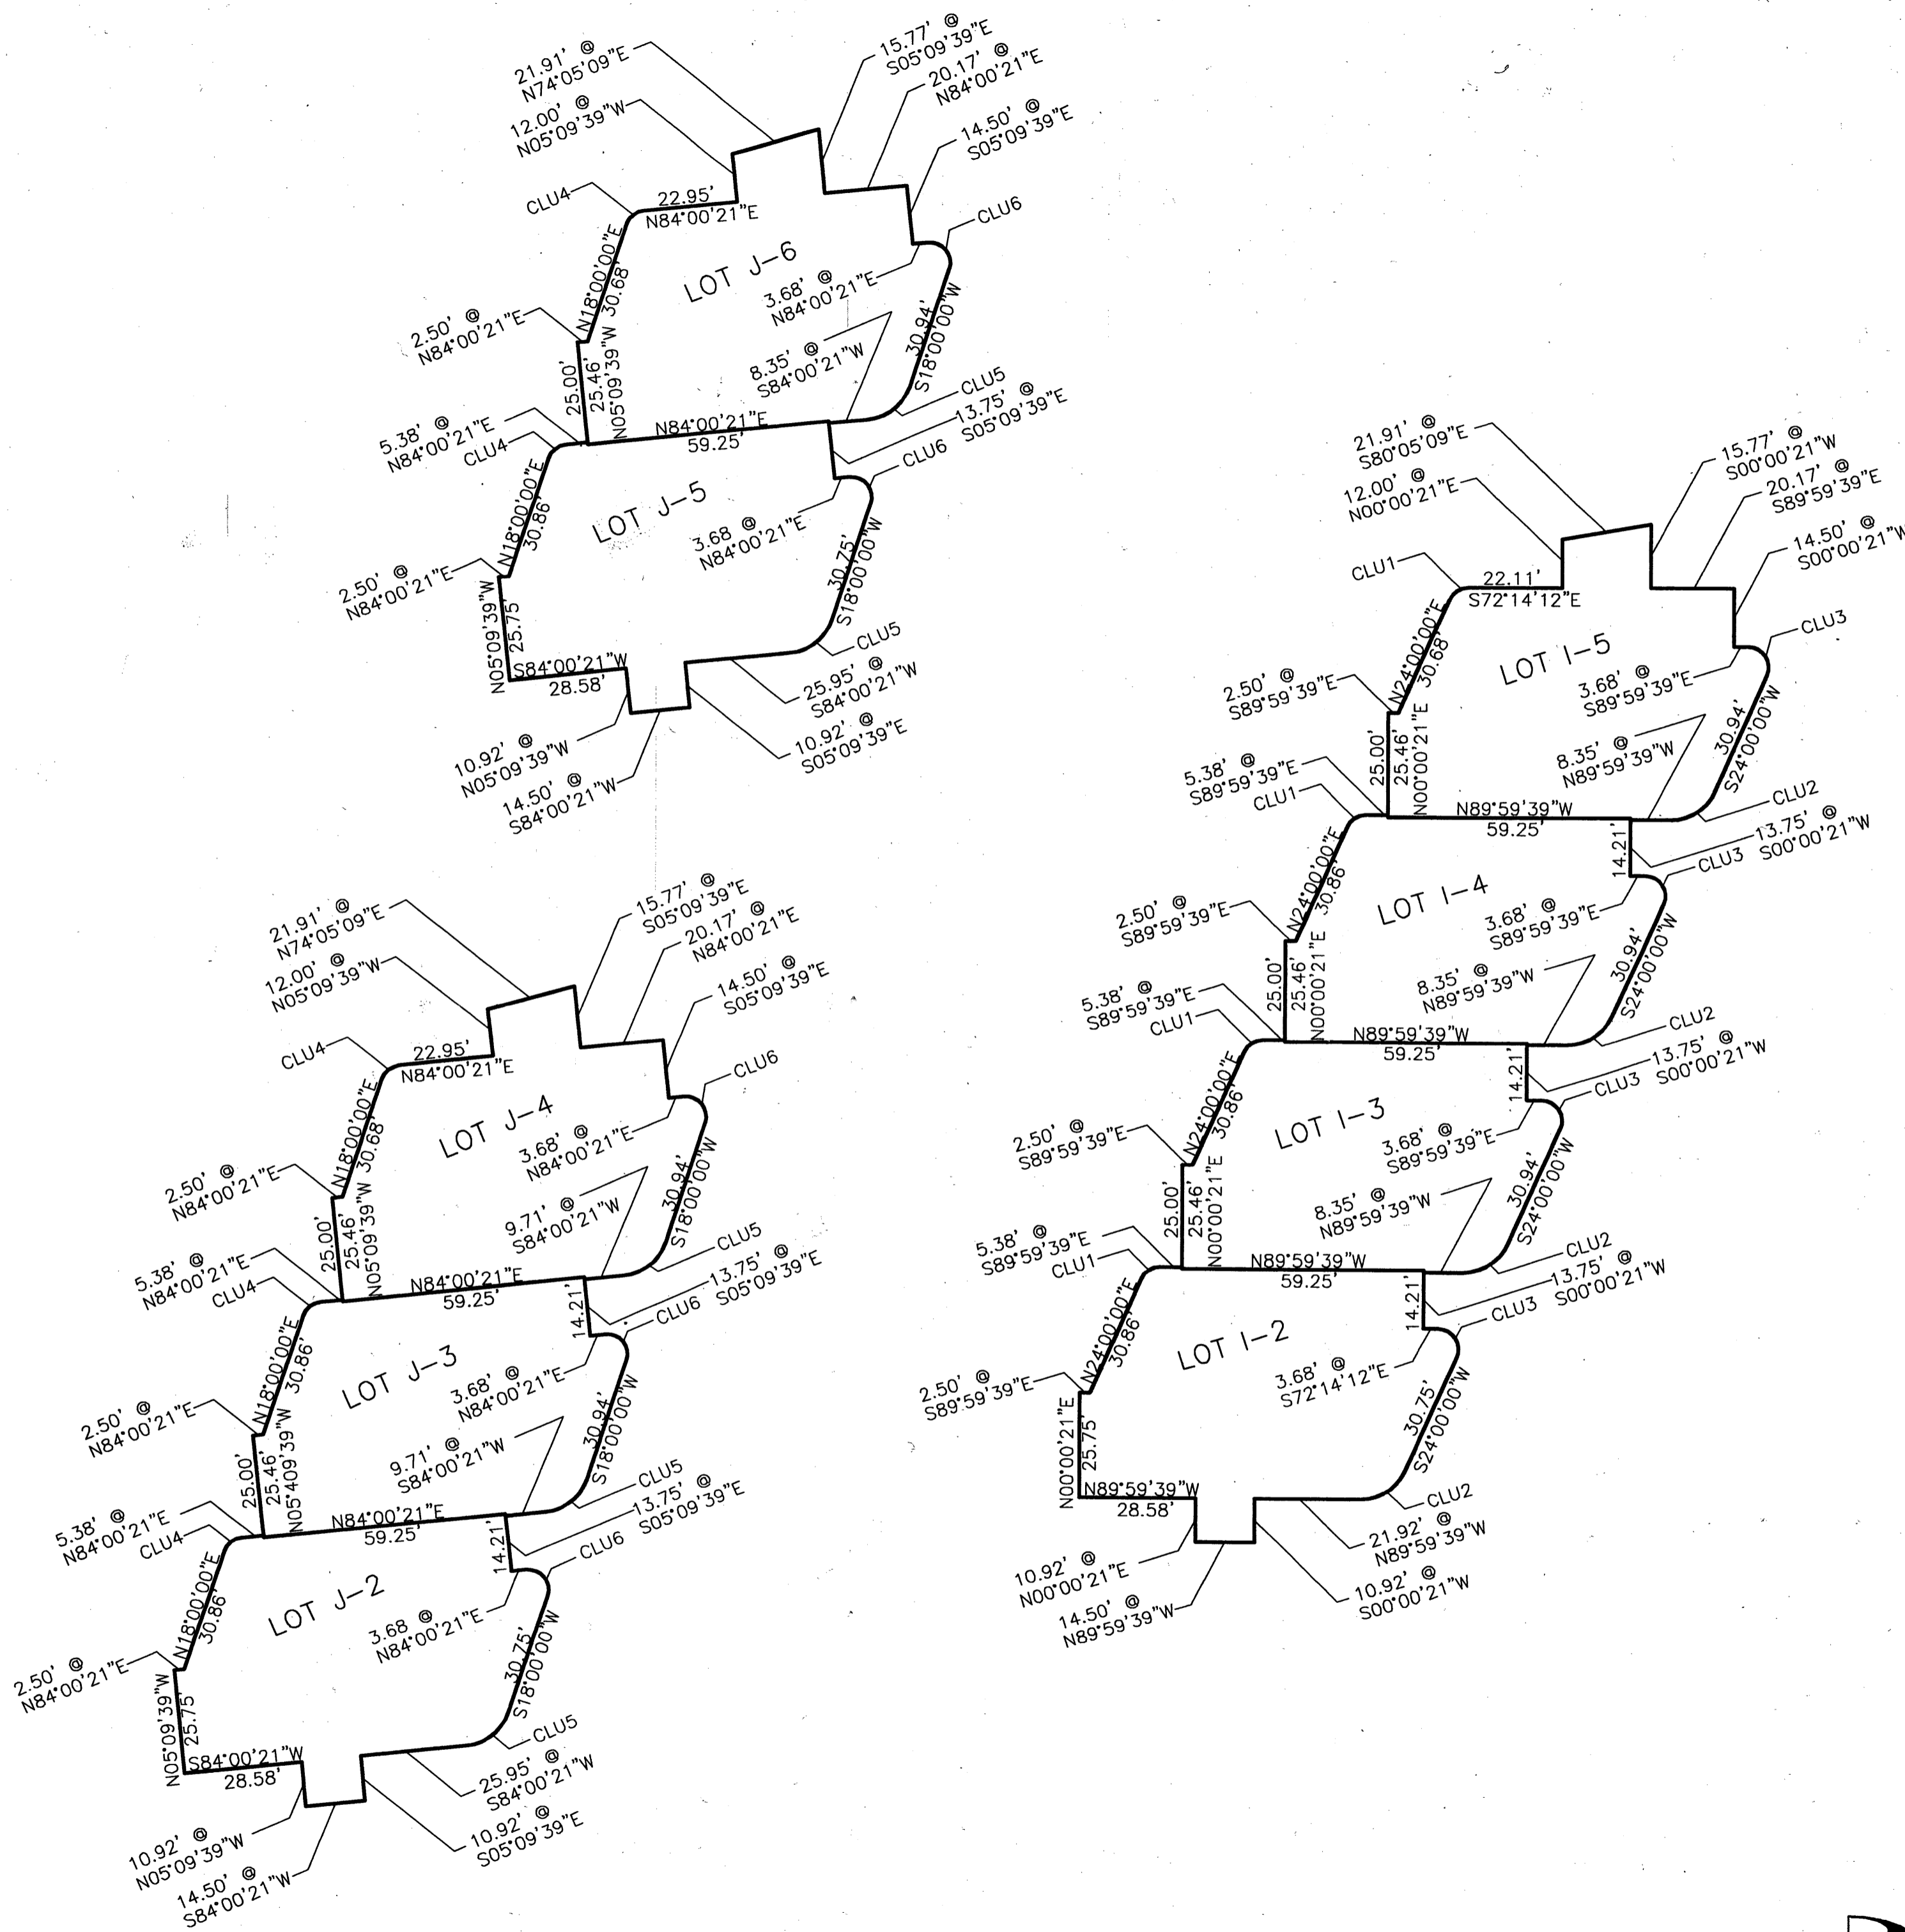 21.91' @
N74°05'09"E
12.00' @
N05°09'39"W
15.77' @
S05°09'39"E
20.17' @
N84°00'21"E
14.50' @
S05°09'39"E
CLU4
22.95'
N84°00'21"E
CLU6
LOT J-6
N18°00'00"E
30.68'
3.68' @
N84°00'21"E
2.50' @
N84°00'21"E
25.00'
25.46'
N05°09'39"W
8.35' @
S84°00'21"W
30.94'
S18°00'00"W
CLU5
13.75' @
S05°09'39"E
5.38' @
N84°00'21"E
CLU4
N84°00'21"E
59.25'
CLU6
LOT J-5
N18°00'00"E
30.86'
3.68 @
N84°00'21"E
2.50' @
N84°00'21"E
N05°09'39"W
25.75'
30.75'
S18°00'00"W
S84°00'21"W
28.58'
CLU5
25.95' @
S84°00'21"W
10.92' @
S05°09'39"E
10.92' @
N05°09'39"W
14.50' @
S84°00'21"W
21.91' @
S80°05'09"E
12.00' @
N00°00'21"E
15.77' @
S00°00'21"W
20.17' @
S89°59'39"E
14.50' @
S00°00'21"W
CLU1
22.11'
S72°14'12"E
CLU3
LOT I-5
N24°00'00"E
30.68'
3.68' @
S89°59'39"E
2.50' @
S89°59'39"E
25.00'
25.46'
N00°00'21"E
8.35' @
N89°59'39"W
30.94'
S24°00'00"W
CLU2
13.75' @
S00°00'21"W
5.38' @
S89°59'39"E
CLU1
N89°59'39"W
59.25'
14.21'
CLU3
LOT I-4
N24°00'00"E
30.86'
3.68' @
S89°59'39"E
2.50' @
S89°59'39"E
25.00'
25.46'
N00°00'21"E
8.35' @
N89°59'39"W
30.94'
S24°00'00"W
CLU2
13.75' @
S00°00'21"W
5.38' @
S89°59'39"E
CLU1
N89°59'39"W
59.25'
14.21'
CLU3
LOT I-3
N24°00'00"E
30.86'
3.68' @
S89°59'39"E
2.50' @
S89°59'39"E
25.00'
25.46'
N00°00'21"E
8.35' @
N89°59'39"W
30.94'
S24°00'00"W
CLU2
13.75' @
S00°00'21"W
5.38' @
S89°59'39"E
CLU1
N89°59'39"W
59.25'
14.21'
CLU3
LOT I-2
N24°00'00"E
30.86'
3.68' @
S72°14'12"E
2.50' @
S89°59'39"E
N00°00'21"E
25.75'
30.75'
S24°00'00"W
N89°59'39"W
28.58'
CLU2
21.92' @
N89°59'39"W
10.92' @
S00°00'21"W
10.92' @
N00°00'21"E
14.50' @
N89°59'39"W
21.91' @
N74°05'09"E
12.00' @
N05°09'39"W
15.77' @
S05°09'39"E
20.17' @
N84°00'21"E
14.50' @
S05°09'39"E
CLU4
22.95'
N84°00'21"E
CLU6
LOT J-4
N18°00'00"E
30.68'
3.68' @
N84°00'21"E
2.50' @
N84°00'21"E
25.00'
25.46'
N05°09'39"W
9.71' @
S84°00'21"W
30.94'
S18°00'00"W
CLU5
13.75' @
S05°09'39"E
5.38' @
N84°00'21"E
CLU4
N84°00'21"E
59.25'
14.21'
CLU6
LOT J-3
N18°00'00"E
30.86'
3.68' @
N84°00'21"E
2.50' @
N84°00'21"E
25.00'
25.46'
N05°409'39"W
9.71' @
S84°00'21"W
30.94'
S18°00'00"W
CLU5
13.75' @
S05°09'39"E
5.38' @
N84°00'21"E
CLU4
N84°00'21"E
59.25'
14.21'
CLU6
LOT J-2
N18°00'00"E
30.86'
3.68 @
N84°00'21"E
2.50' @
N84°00'21"E
N05°09'39"W
25.75'
30.75'
S18°00'00"W
S84°00'21"W
28.58'
CLU5
25.95' @
S84°00'21"W
10.92' @
S05°09'39"E
10.92' @
N05°09'39"W
14.50' @
S84°00'21"W